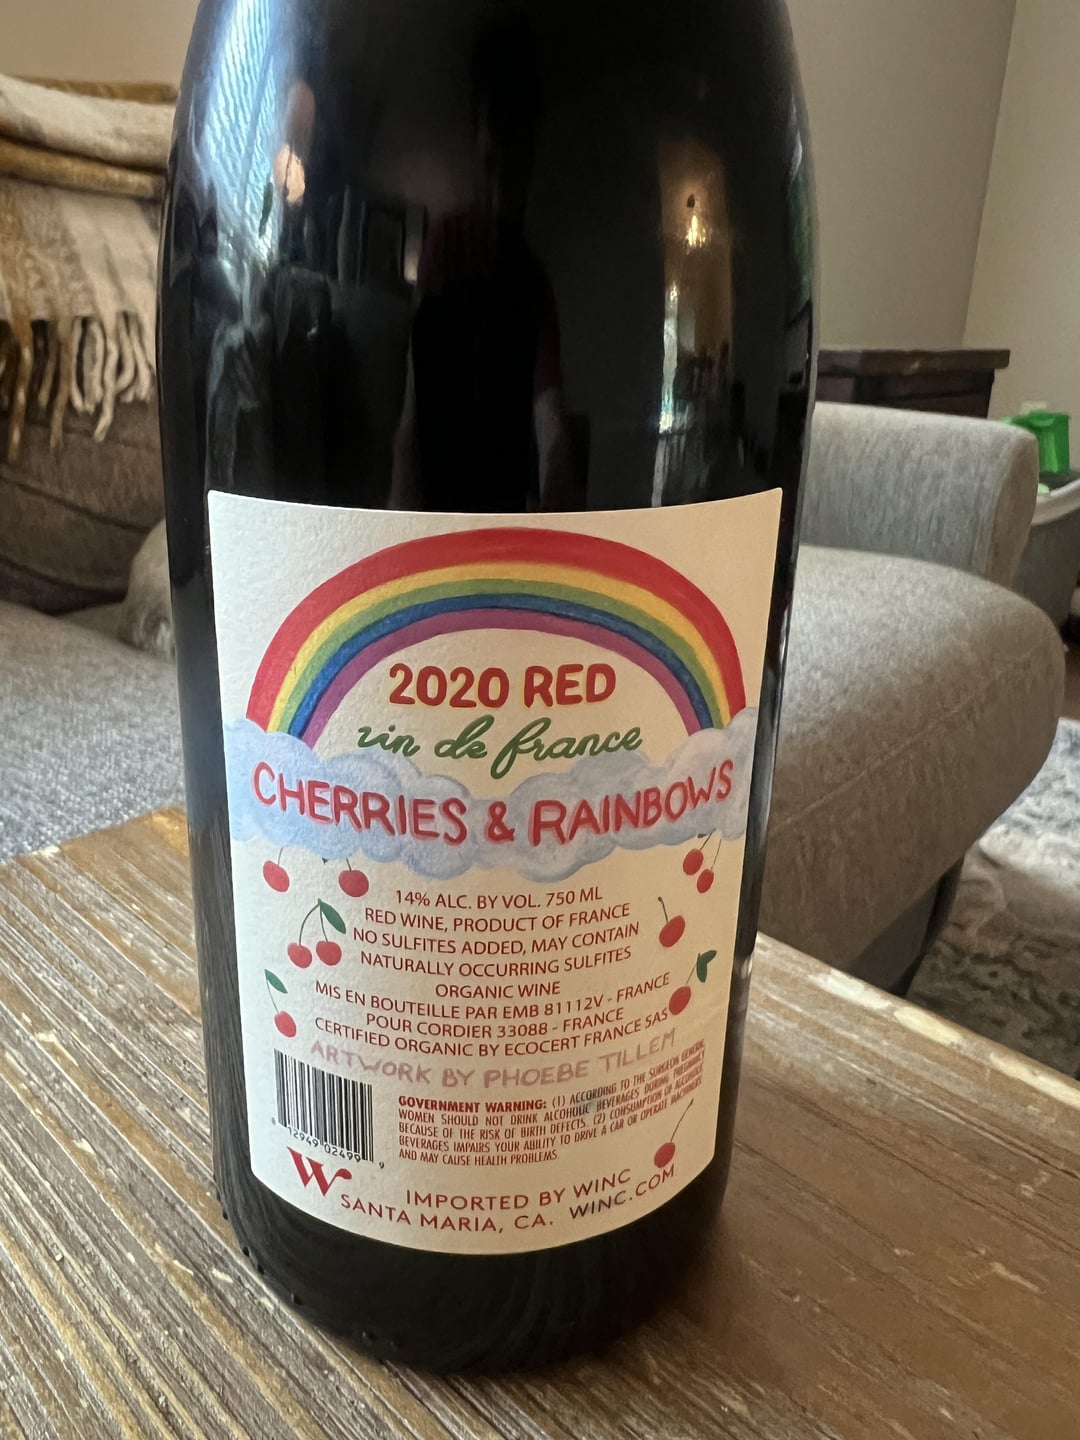 2020 RED
vin de france
CHERRIES & RAINBOWS
14% ALC. BY VOL. 750 ML
RED WINE, PRODUCT OF FRANCE
NO SULFITES ADDED, MAY CONTAIN
NATURALLY OCCURRING SULFITES
ORGANIC WINE
MIS EN BOUTEILLE PAR EMB 81112V - FRANCE
POUR CORDIER 33088 - FRANCE
CERTIFIED ORGANIC BY ECOCERT FRANCE SAS
ARTWORK BY PHOEBE TILLEM
GOVERNMENT WARNING: (1) ACCORDING TO THE SURGEON GENERAL,
WOMEN SHOULD NOT DRINK ALCOHOLIC BEVERAGES DURING PREGNANCY
BECAUSE OF THE RISK OF BIRTH DEFECTS. (2) CONSUMPTION OF ALCOHOLIC
BEVERAGES IMPAIRS YOUR ABILITY TO DRIVE A CAR OR OPERATE MACHINERY,
AND MAY CAUSE HEALTH PROBLEMS.
8 12949 02499 9
W
IMPORTED BY WINC
SANTA MARIA, CA. WINC.COM